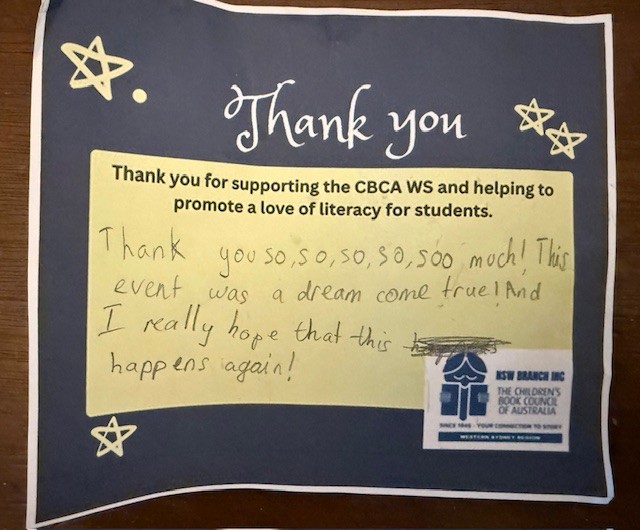 Thank you
Thank you for supporting the CBCA WS and helping to
promote a love of literacy for students.
Thank you so, so, so, so, soo much! This
event was a dream come true! And
I really hope that this
happens again!
NSW BRANCH INC
THE CHILDREN'S
BOOK COUNCIL
OF AUSTRALIA
SINCE 1945 - YOUR CONNECTION TO STORY
WESTERN SYDNEY REGION